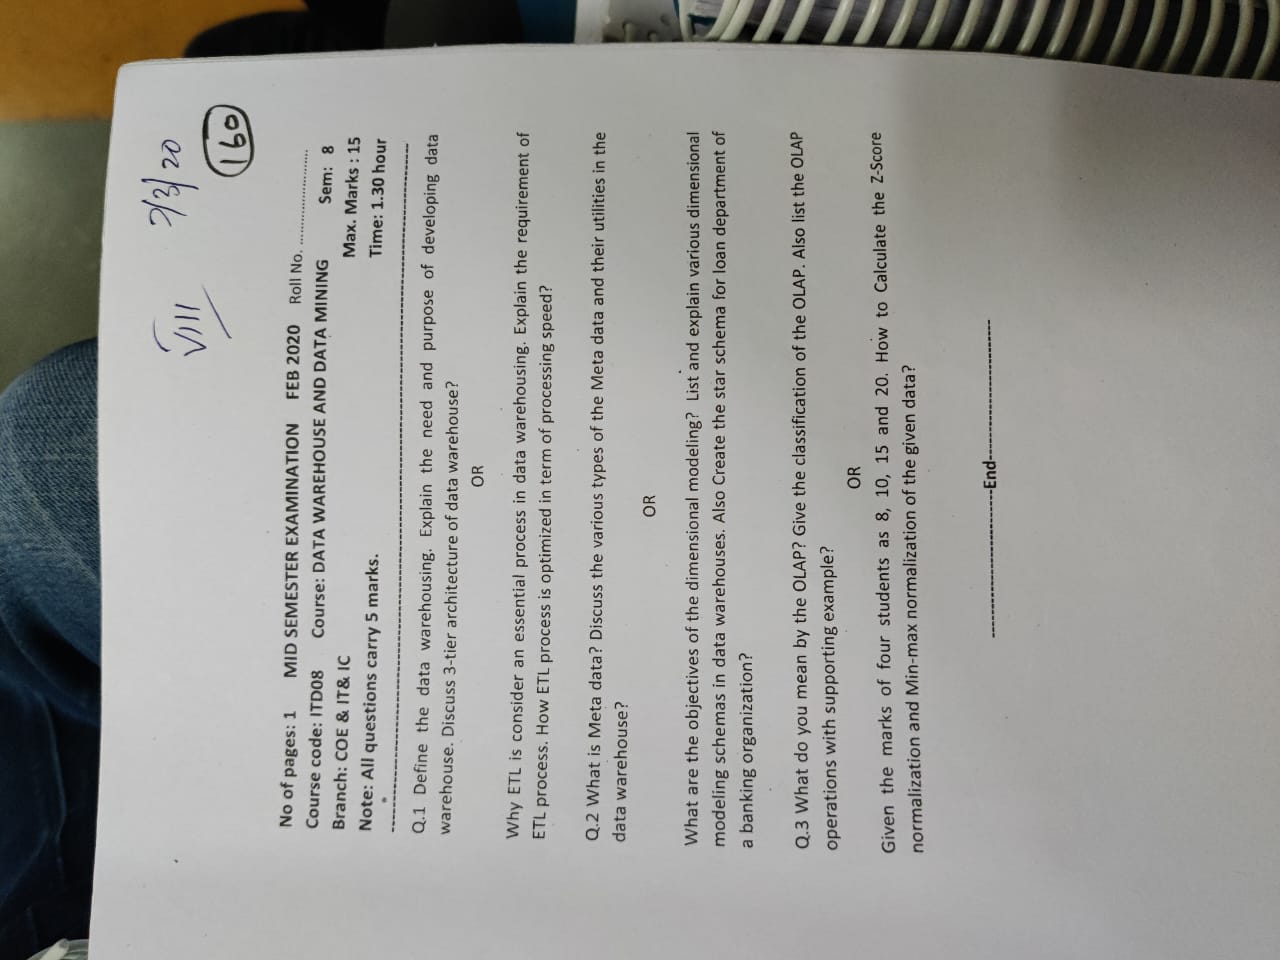 VIII 7/3/20
160
No of pages: 1 MID SEMESTER EXAMINATION FEB 2020 Roll No. ........................
Course code: ITD08 Course: DATA WAREHOUSE AND DATA MINING Sem: 8
Branch: COE & IT& IC Max. Marks : 15
Note: All questions carry 5 marks. Time: 1.30 hour
Q.1 Define the data warehousing. Explain the need and purpose of developing data
warehouse. Discuss 3-tier architecture of data warehouse?
OR
Why ETL is consider an essential process in data warehousing. Explain the requirement of
ETL process. How ETL process is optimized in term of processing speed?
Q.2 What is Meta data? Discuss the various types of the Meta data and their utilities in the
data warehouse?
OR
What are the objectives of the dimensional modeling? List and explain various dimensional
modeling schemas in data warehouses. Also Create the star schema for loan department of
a banking organization?
Q.3 What do you mean by the OLAP? Give the classification of the OLAP. Also list the OLAP
operations with supporting example?
OR
Given the marks of four students as 8, 10, 15 and 20. How to Calculate the Z-Score
normalization and Min-max normalization of the given data?
-----------------------------End-----------------------------